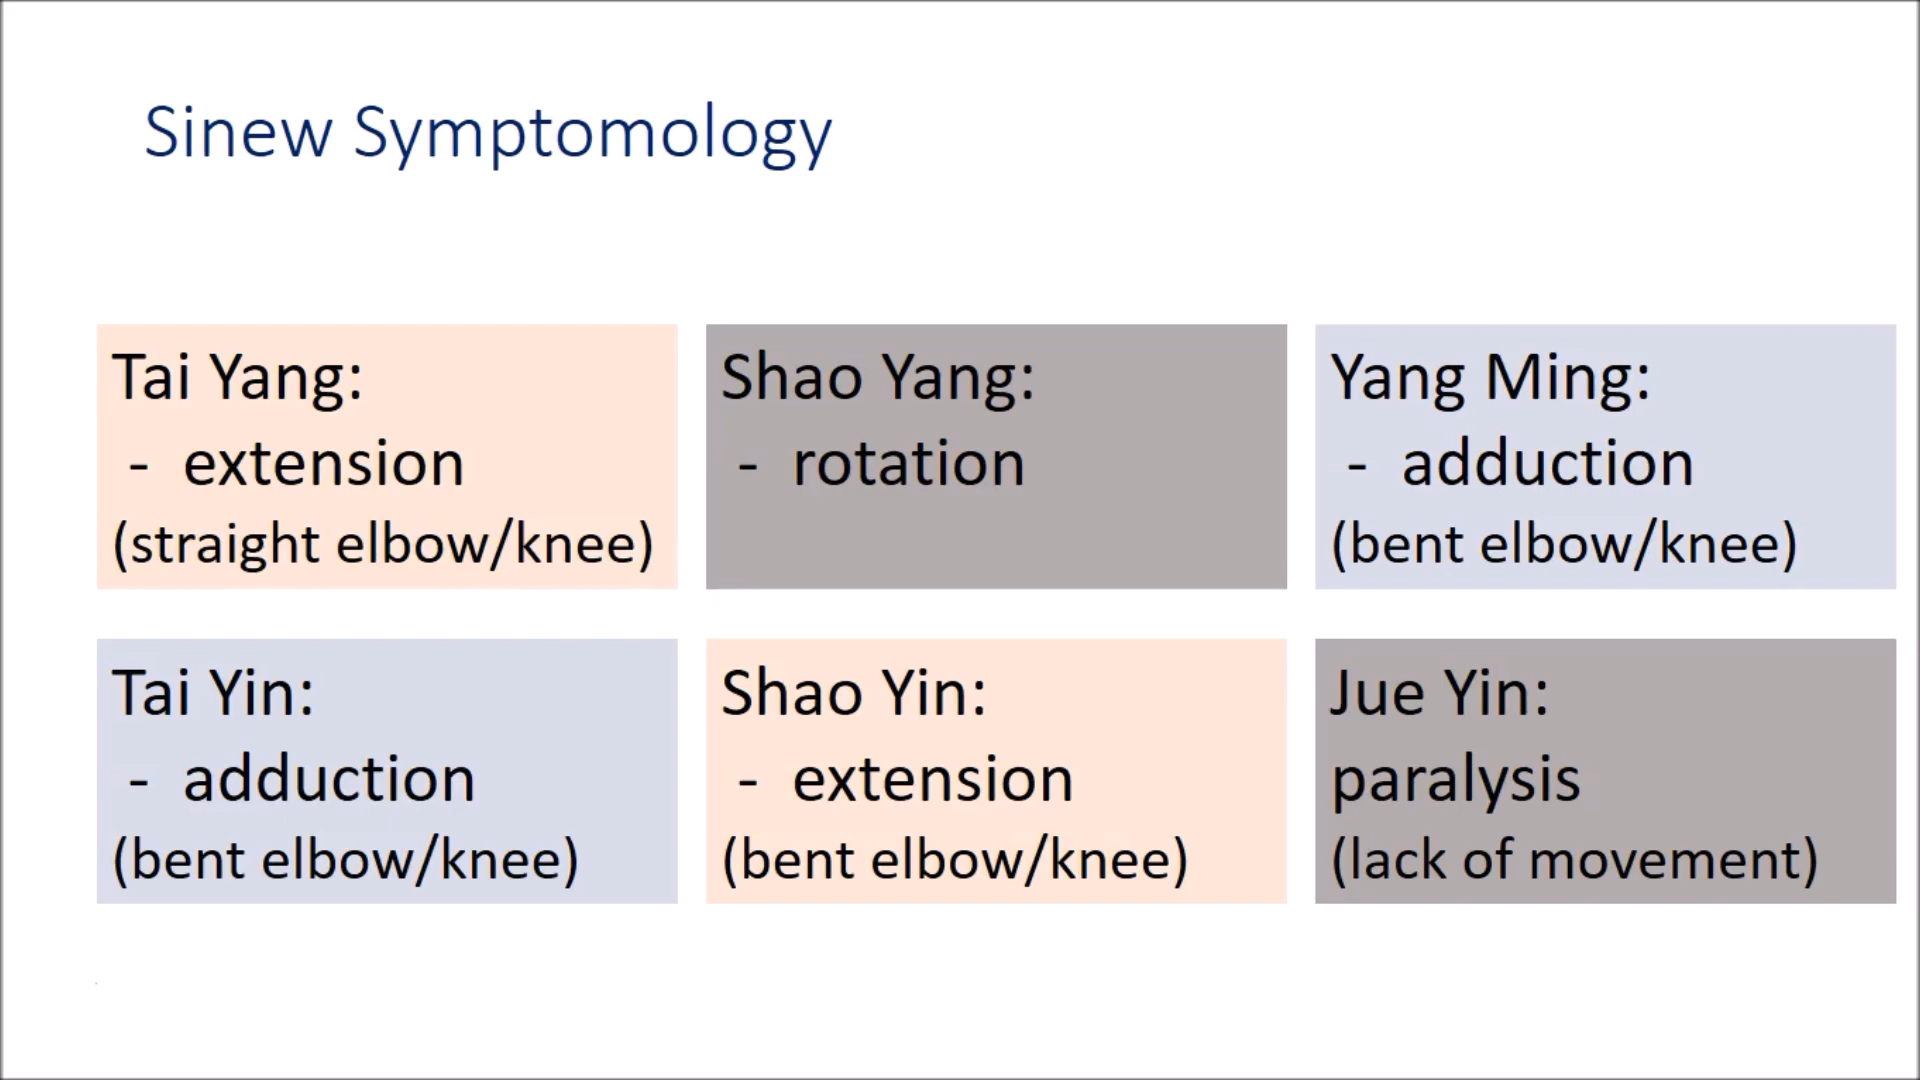 Sinew Symptomology
Tai Yang:
- extension
(straight elbow/knee)
Shao Yang:
- rotation
Yang Ming:
- adduction
(bent elbow/knee)
Tai Yin:
- adduction
(bent elbow/knee)
Shao Yin:
- extension
(bent elbow/knee)
Jue Yin:
paralysis
(lack of movement)